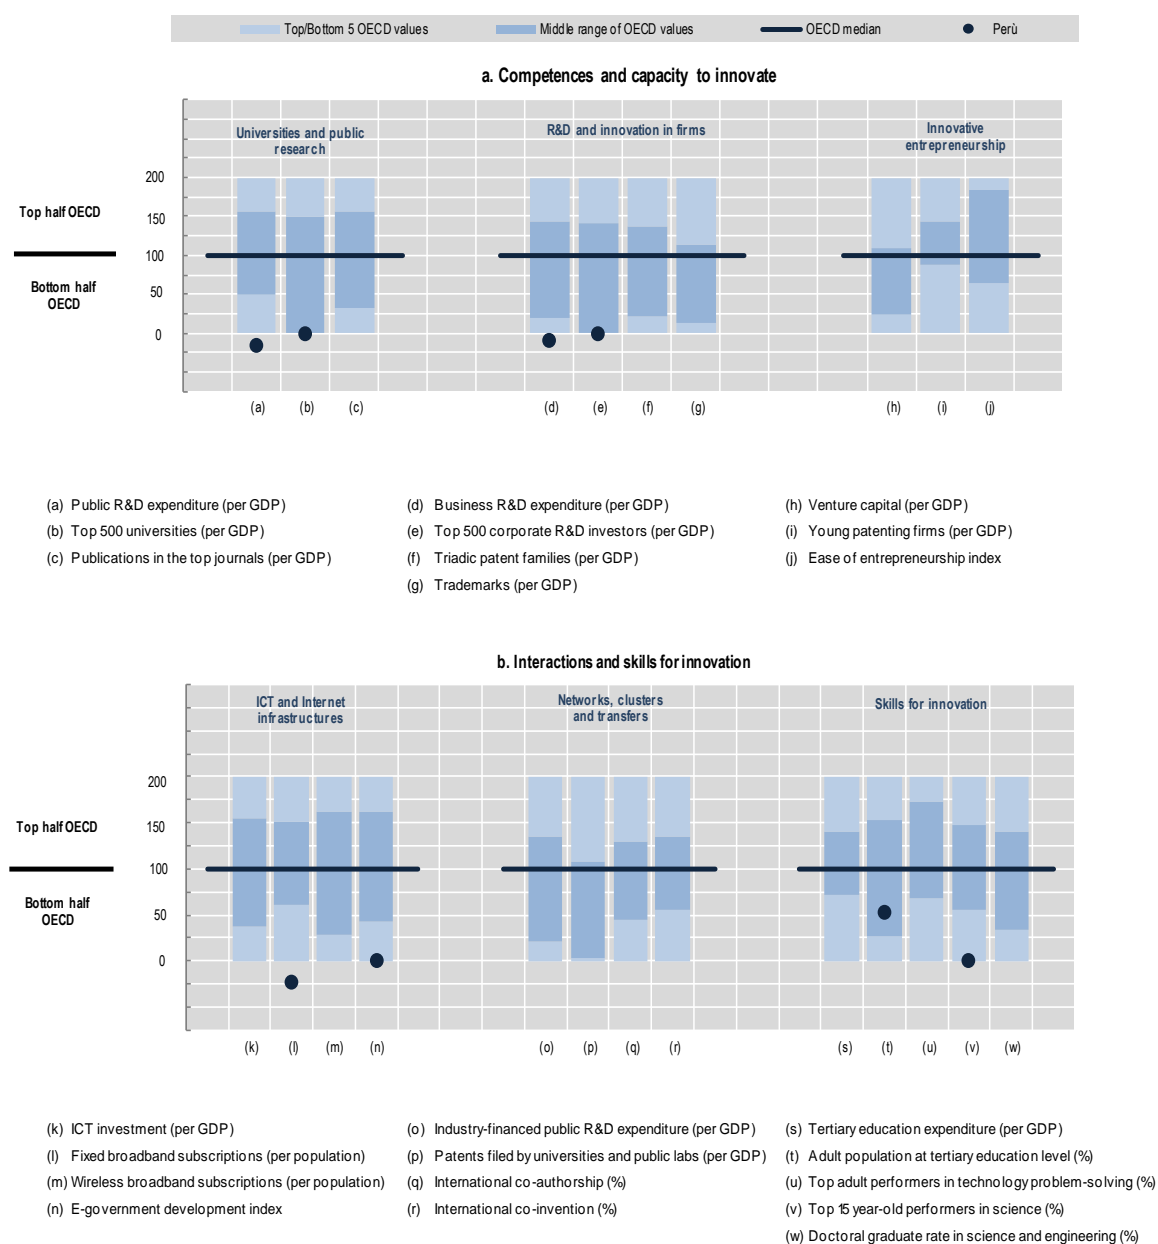 Top/Bottom 5 OECD values Middle range of OECD values OECD median Perù
a. Competences and capacity to innovate
Universities and public
research
R&D and innovation in firms
Innovative
entrepreneurship
200
Top half OECD
150
100
Bottom half
OECD
50
0
(a) (b) (c) (d) (e) (f) (g) (h) (i) (j)
(a) Public R&D expenditure (per GDP)
(b) Top 500 universities (per GDP)
(c) Publications in the top journals (per GDP)
(d) Business R&D expenditure (per GDP)
(e) Top 500 corporate R&D investors (per GDP)
(f) Triadic patent families (per GDP)
(g) Trademarks (per GDP)
(h) Venture capital (per GDP)
(i) Young patenting firms (per GDP)
(j) Ease of entrepreneurship index
b. Interactions and skills for innovation
ICT and Internet
infrastructures
Networks, clusters
and transfers
Skills for innovation
200
Top half OECD
150
100
Bottom half
OECD
50
0
(k) (l) (m) (n) (o) (p) (q) (r) (s) (t) (u) (v) (w)
(k) ICT investment (per GDP)
(l) Fixed broadband subscriptions (per population)
(m) Wireless broadband subscriptions (per population)
(n) E-government development index
(o) Industry-financed public R&D expenditure (per GDP)
(p) Patents filed by universities and public labs (per GDP)
(q) International co-authorship (%)
(r) International co-invention (%)
(s) Tertiary education expenditure (per GDP)
(t) Adult population at tertiary education level (%)
(u) Top adult performers in technology problem-solving (%)
(v) Top 15 year-old performers in science (%)
(w) Doctoral graduate rate in science and engineering (%)